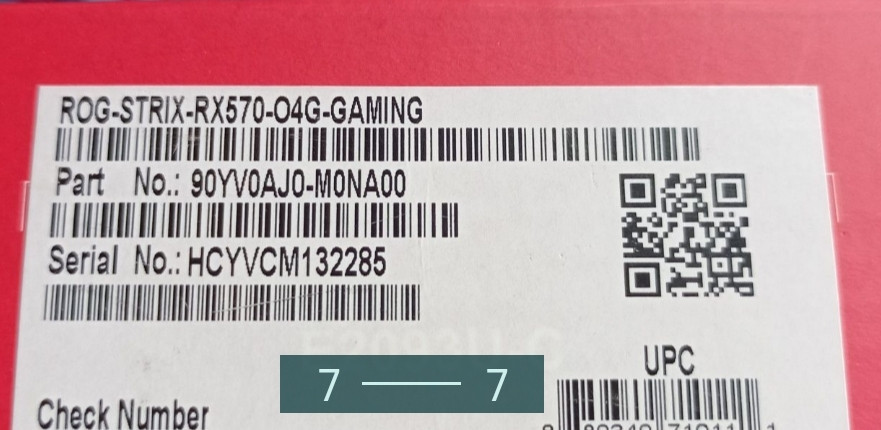 ROG-STRIX-RX570-O4G-GAMING
Part No.: 90YV0AJ0-M0NA00
Serial No.: HCYVCM132285
UPC
7 — 7
Check Number